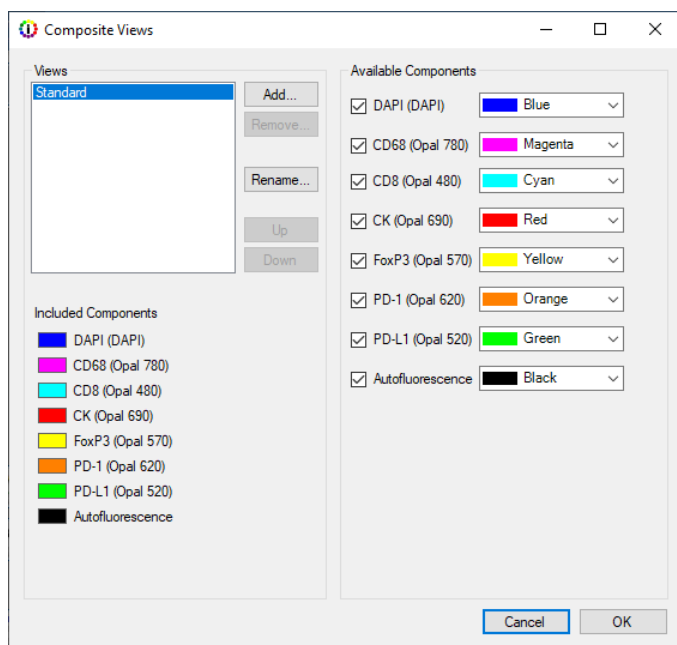 Composite Views
Views
Standard
Add...
Remove...
Rename...
Up
Down
Included Components
DAPI (DAPI)
CD68 (Opal 780)
CD8 (Opal 480)
CK (Opal 690)
FoxP3 (Opal 570)
PD-1 (Opal 620)
PD-L1 (Opal 520)
Autofluorescence
Available Components
DAPI (DAPI) Blue
CD68 (Opal 780) Magenta
CD8 (Opal 480) Cyan
CK (Opal 690) Red
FoxP3 (Opal 570) Yellow
PD-1 (Opal 620) Orange
PD-L1 (Opal 520) Green
Autofluorescence Black
Cancel OK